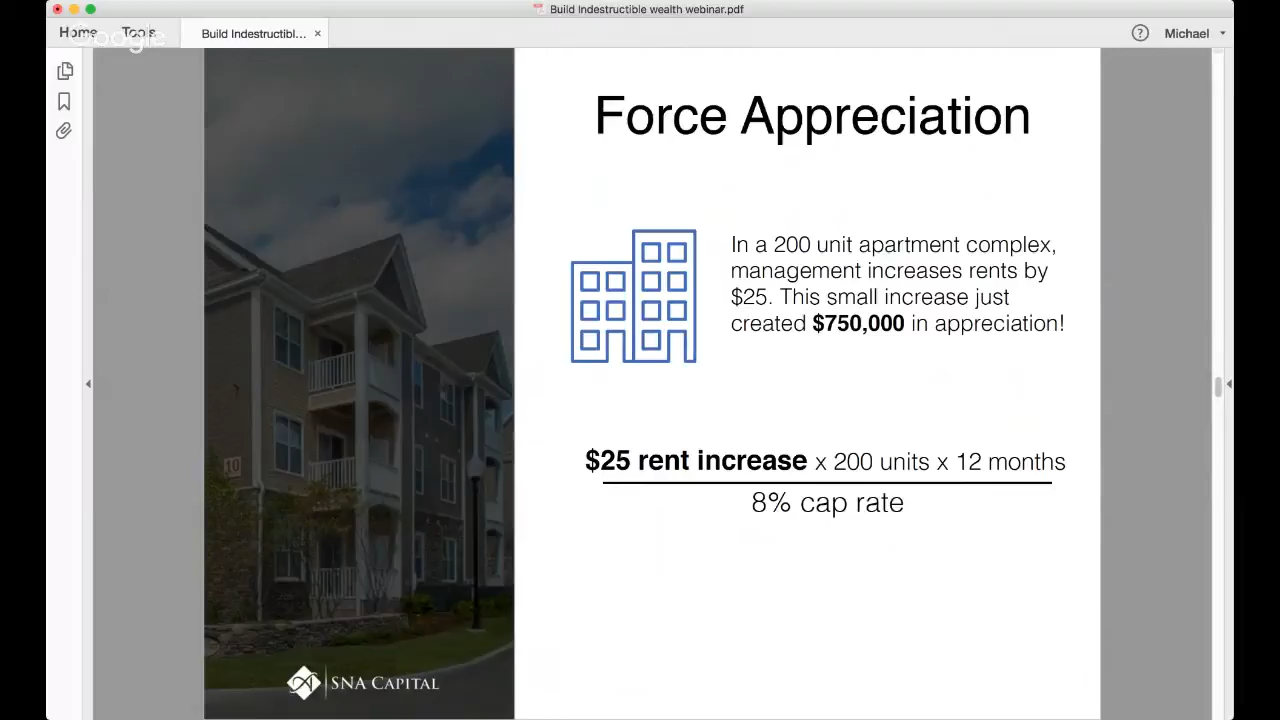 Build Indestructible wealth webinar.pdf
Home
Tools
Google
Build Indestructibl...
×
?
Michael
Force Appreciation
In a 200 unit apartment complex,
management increases rents by
$25. This small increase just
created $750,000 in appreciation!
$25 rent increase x 200 units x 12 months
8% cap rate
10
SNA CAPITAL